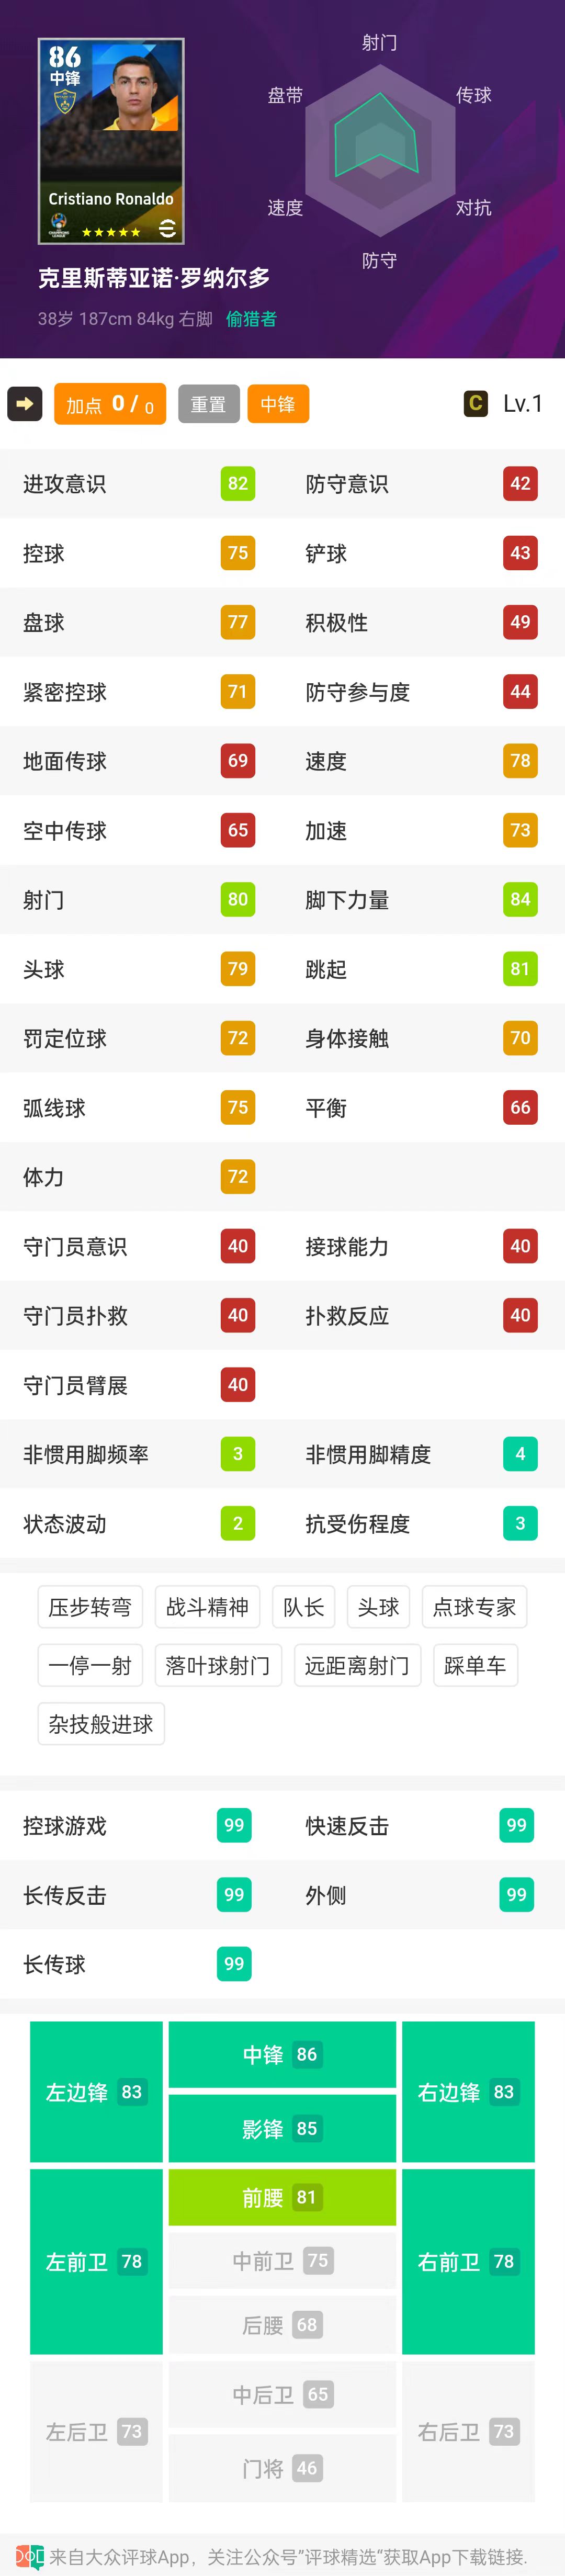 86
中锋
射门
盘带
传球
速度
对抗
防守
Cristiano Ronaldo
★★★★★
克里斯蒂亚诺·罗纳尔多
38岁 187cm 84kg 右脚 偷猎者
加点 0 / 0 重置 中锋 C Lv.1
进攻意识 82 防守意识 42
控球 75 铲球 43
盘球 77 积极性 49
紧密控球 71 防守参与度 44
地面传球 69 速度 78
空中传球 65 加速 73
射门 80 脚下力量 84
头球 79 跳起 81
罚定位球 72 身体接触 70
弧线球 75 平衡 66
体力 72
守门员意识 40 接球能力 40
守门员扑救 40 扑救反应 40
守门员臂展 40
非惯用脚频率 3 非惯用脚精度 4
状态波动 2 抗受伤程度 3
压步转弯 战斗精神 队长 头球 点球专家
一停一射 落叶球射门 远距离射门 踩单车
杂技般进球
控球游戏 99 快速反击 99
长传反击 99 外侧 99
长传球 99
中锋 86
左边锋 83 右边锋 83
影锋 85
前腰 81
左前卫 78 中前卫 75 右前卫 78
后腰 68
中后卫 65
左后卫 73 右后卫 73
门将 46
来自大众评球App，关注公众号”评球精选“获取App下载链接.